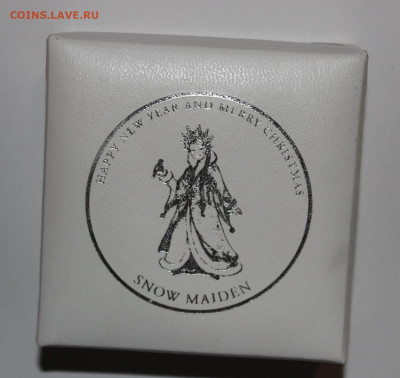 COINS.LAVE.RU
HAPPY NEW YEAR AND MERRY CHRISTMAS
SNOW MAIDEN